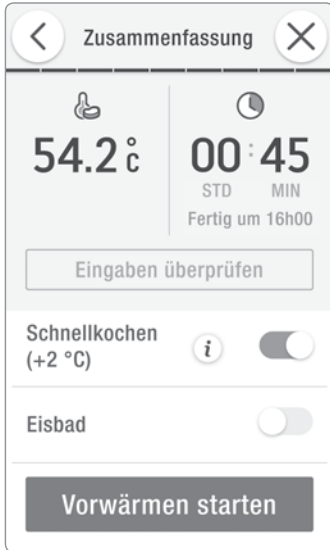 Zusammenfassung
54.2 °C
00:45
STD MIN
Fertig um 16h00
Eingaben überprüfen
Schnellkochen
(+2 °C)
i
Eisbad
Vorwärmen starten